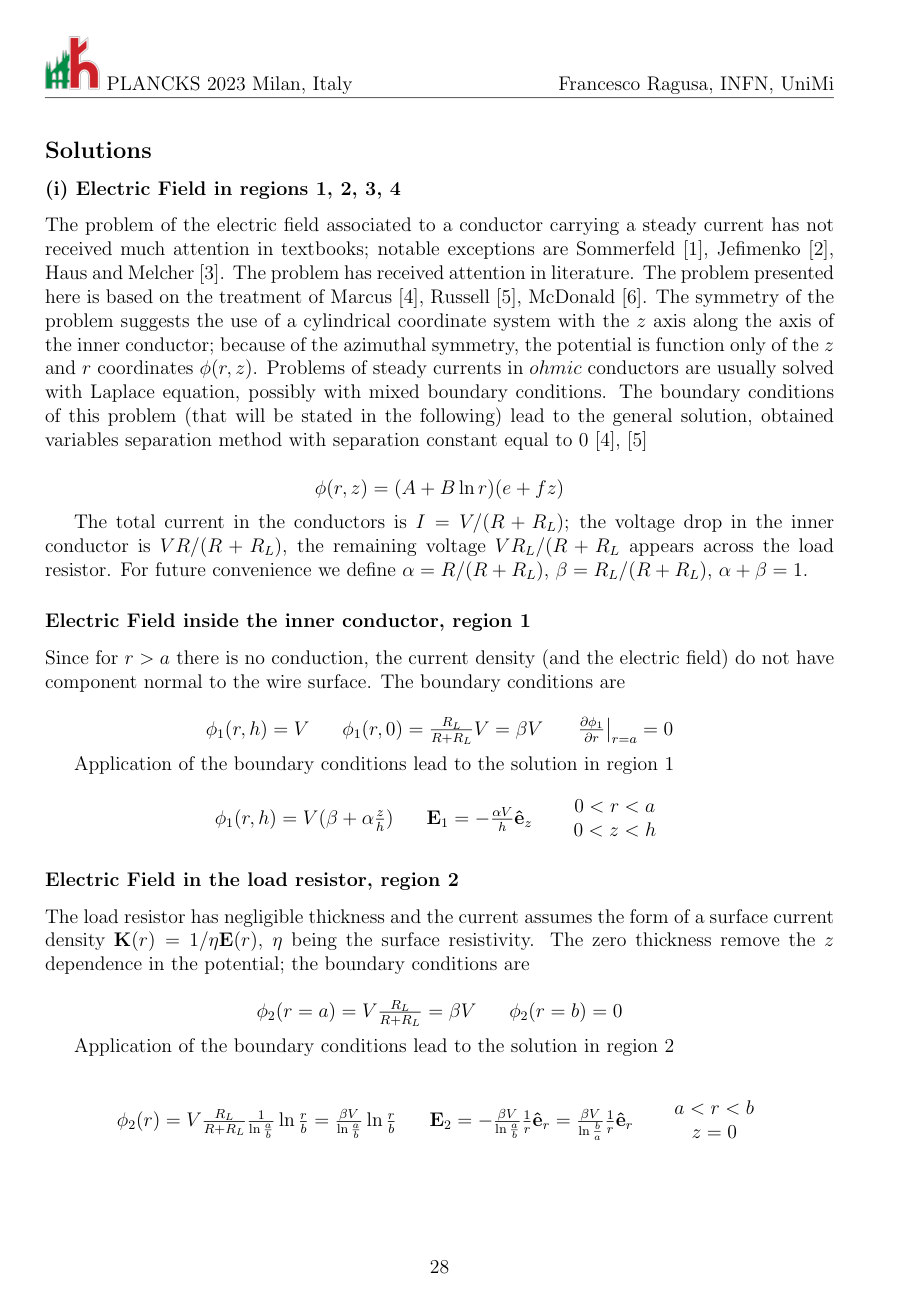 PLANCKS 2023 Milan, Italy Francesco Ragusa, INFN, UniMi
Solutions
(i) Electric Field in regions 1, 2, 3, 4
The problem of the electric field associated to a conductor carrying a steady current has not
received much attention in textbooks; notable exceptions are Sommerfeld [1], Jefimenko [2],
Haus and Melcher [3]. The problem has received attention in literature. The problem presented
here is based on the treatment of Marcus [4], Russell [5], McDonald [6]. The symmetry of the
problem suggests the use of a cylindrical coordinate system with the z axis along the axis of
the inner conductor; because of the azimuthal symmetry, the potential is function only of the z
and r coordinates ϕ(r, z). Problems of steady currents in ohmic conductors are usually solved
with Laplace equation, possibly with mixed boundary conditions. The boundary conditions
of this problem (that will be stated in the following) lead to the general solution, obtained
variables separation method with separation constant equal to 0 [4], [5]
ϕ(r, z) = (A + B ln r)(e + fz)
The total current in the conductors is I = V/(R + R_L); the voltage drop in the inner
conductor is VR/(R + R_L), the remaining voltage VR_L/(R + R_L appears across the load
resistor. For future convenience we define α = R/(R + R_L), β = R_L/(R + R_L), α + β = 1.
Electric Field inside the inner conductor, region 1
Since for r > a there is no conduction, the current density (and the electric field) do not have
component normal to the wire surface. The boundary conditions are
ϕ₁(r, h) = V ϕ₁(r, 0) = R_L/(R+R_L) V = βV ∂ϕ₁/∂r|_{r=a} = 0
Application of the boundary conditions lead to the solution in region 1
ϕ₁(r, h) = V(β + α z/h) E₁ = −αV/h ê_z 0 < r < a
0 < z < h
Electric Field in the load resistor, region 2
The load resistor has negligible thickness and the current assumes the form of a surface current
density K(r) = 1/ηE(r), η being the surface resistivity. The zero thickness remove the z
dependence in the potential; the boundary conditions are
ϕ₂(r = a) = V R_L/(R+R_L) = βV ϕ₂(r = b) = 0
Application of the boundary conditions lead to the solution in region 2
ϕ₂(r) = V R_L/(R+R_L) 1/(ln a/b) ln r/b = βV/(ln a/b) ln r/b E₂ = −βV/(ln a/b) 1/r ê_r = βV/(ln b/a) 1/r ê_r a < r < b
z = 0
28